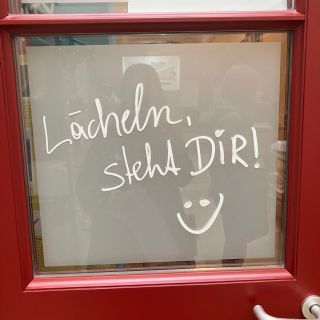 Lächeln,
steht DiR!